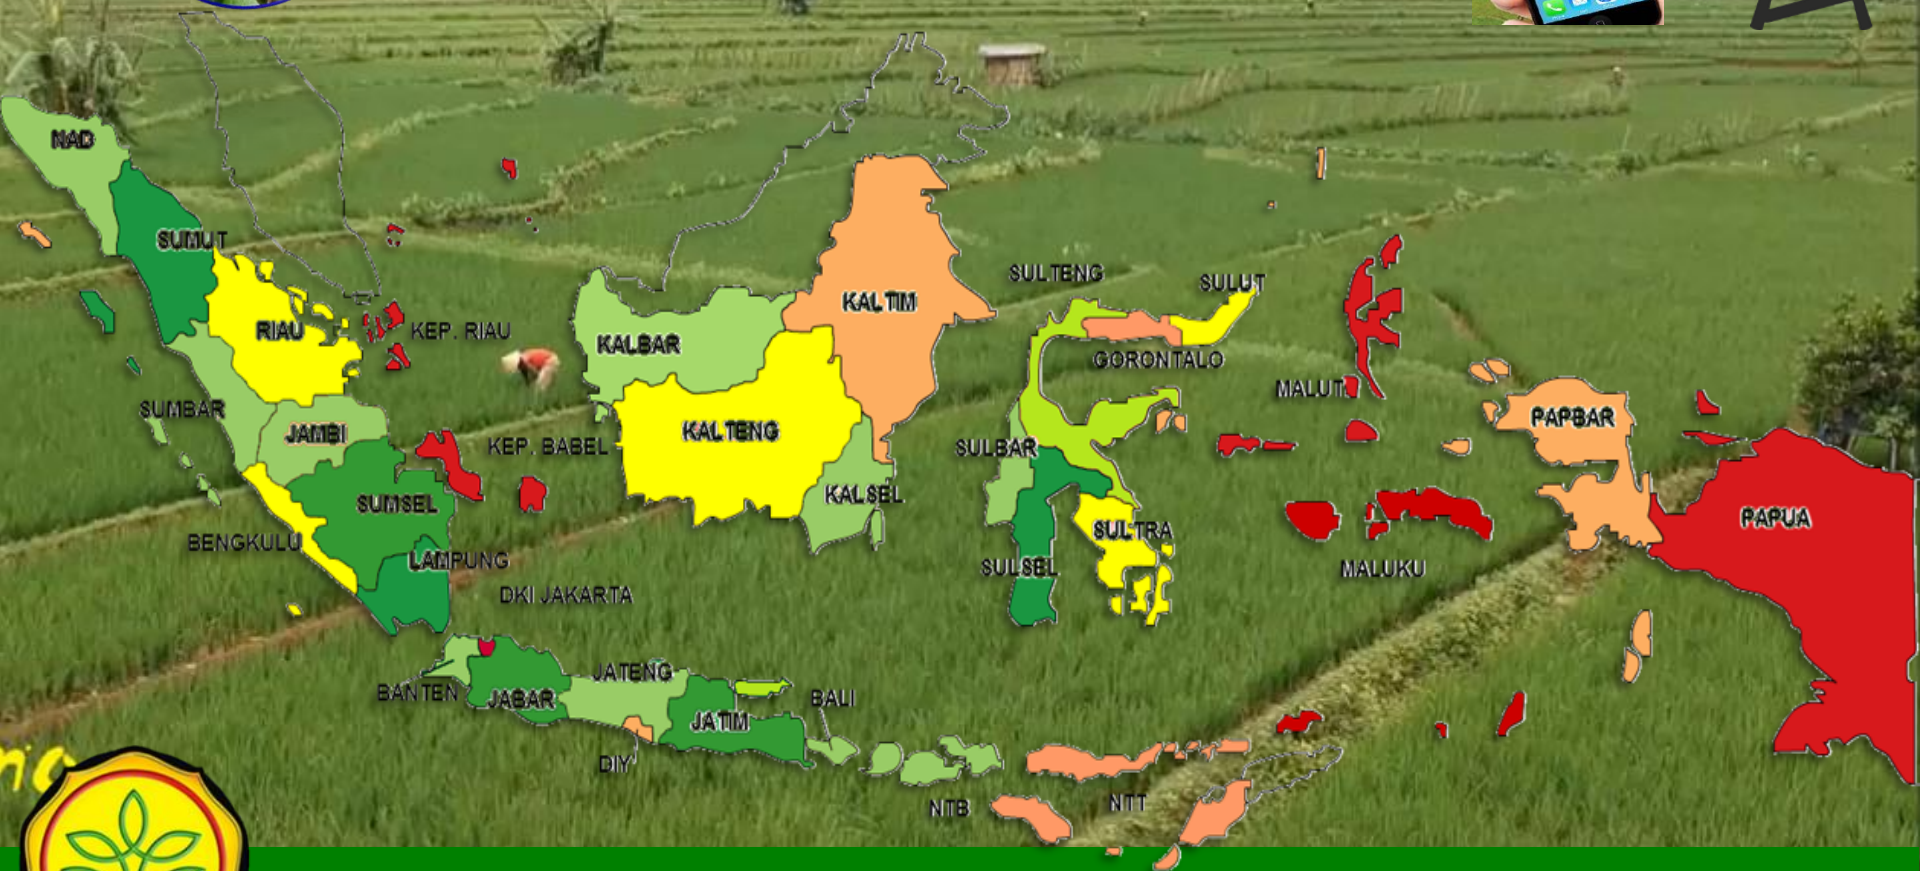 NAD
SUMUT
RIAU
KEP. RIAU
SUMBAR
JAMBI
KEP. BABEL
SUMSEL
BENGKULU
LAMPUNG
DKI JAKARTA
BANTEN
JABAR
JATENG
DIY
JATIM
BALI
NTB
NTT
KALBAR
KALTENG
KALTIM
KALSEL
SULTENG
SULUT
GORONTALO
SULBAR
SULTRA
SULSEL
MALUT
MALUKU
PAPBAR
PAPUA